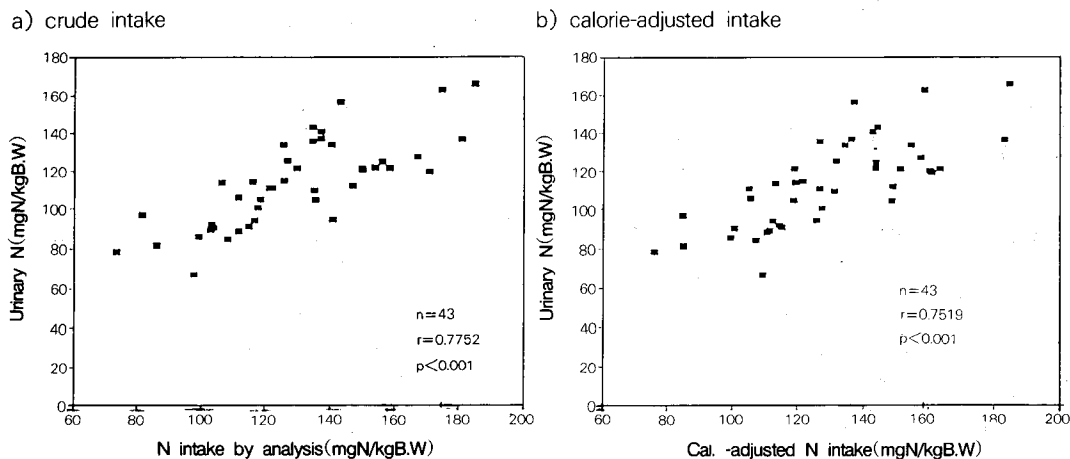 a) crude intake
180
160
140
120
100
80
60
40
20
0
Urinary N(mgN/kgB.W)
60 80 100 120 140 160 180 200
N intake by analysis(mgN/kgB.W)
n=43
r=0.7752
p<0.001
b) calorie-adjusted intake
180
160
140
120
100
80
60
40
20
0
Urinary N(mgN/kgB.W)
60 80 100 120 140 160 180 200
Cal. -adjusted N intake(mgN/kgB.W)
n=43
r=0.7519
p<0.001